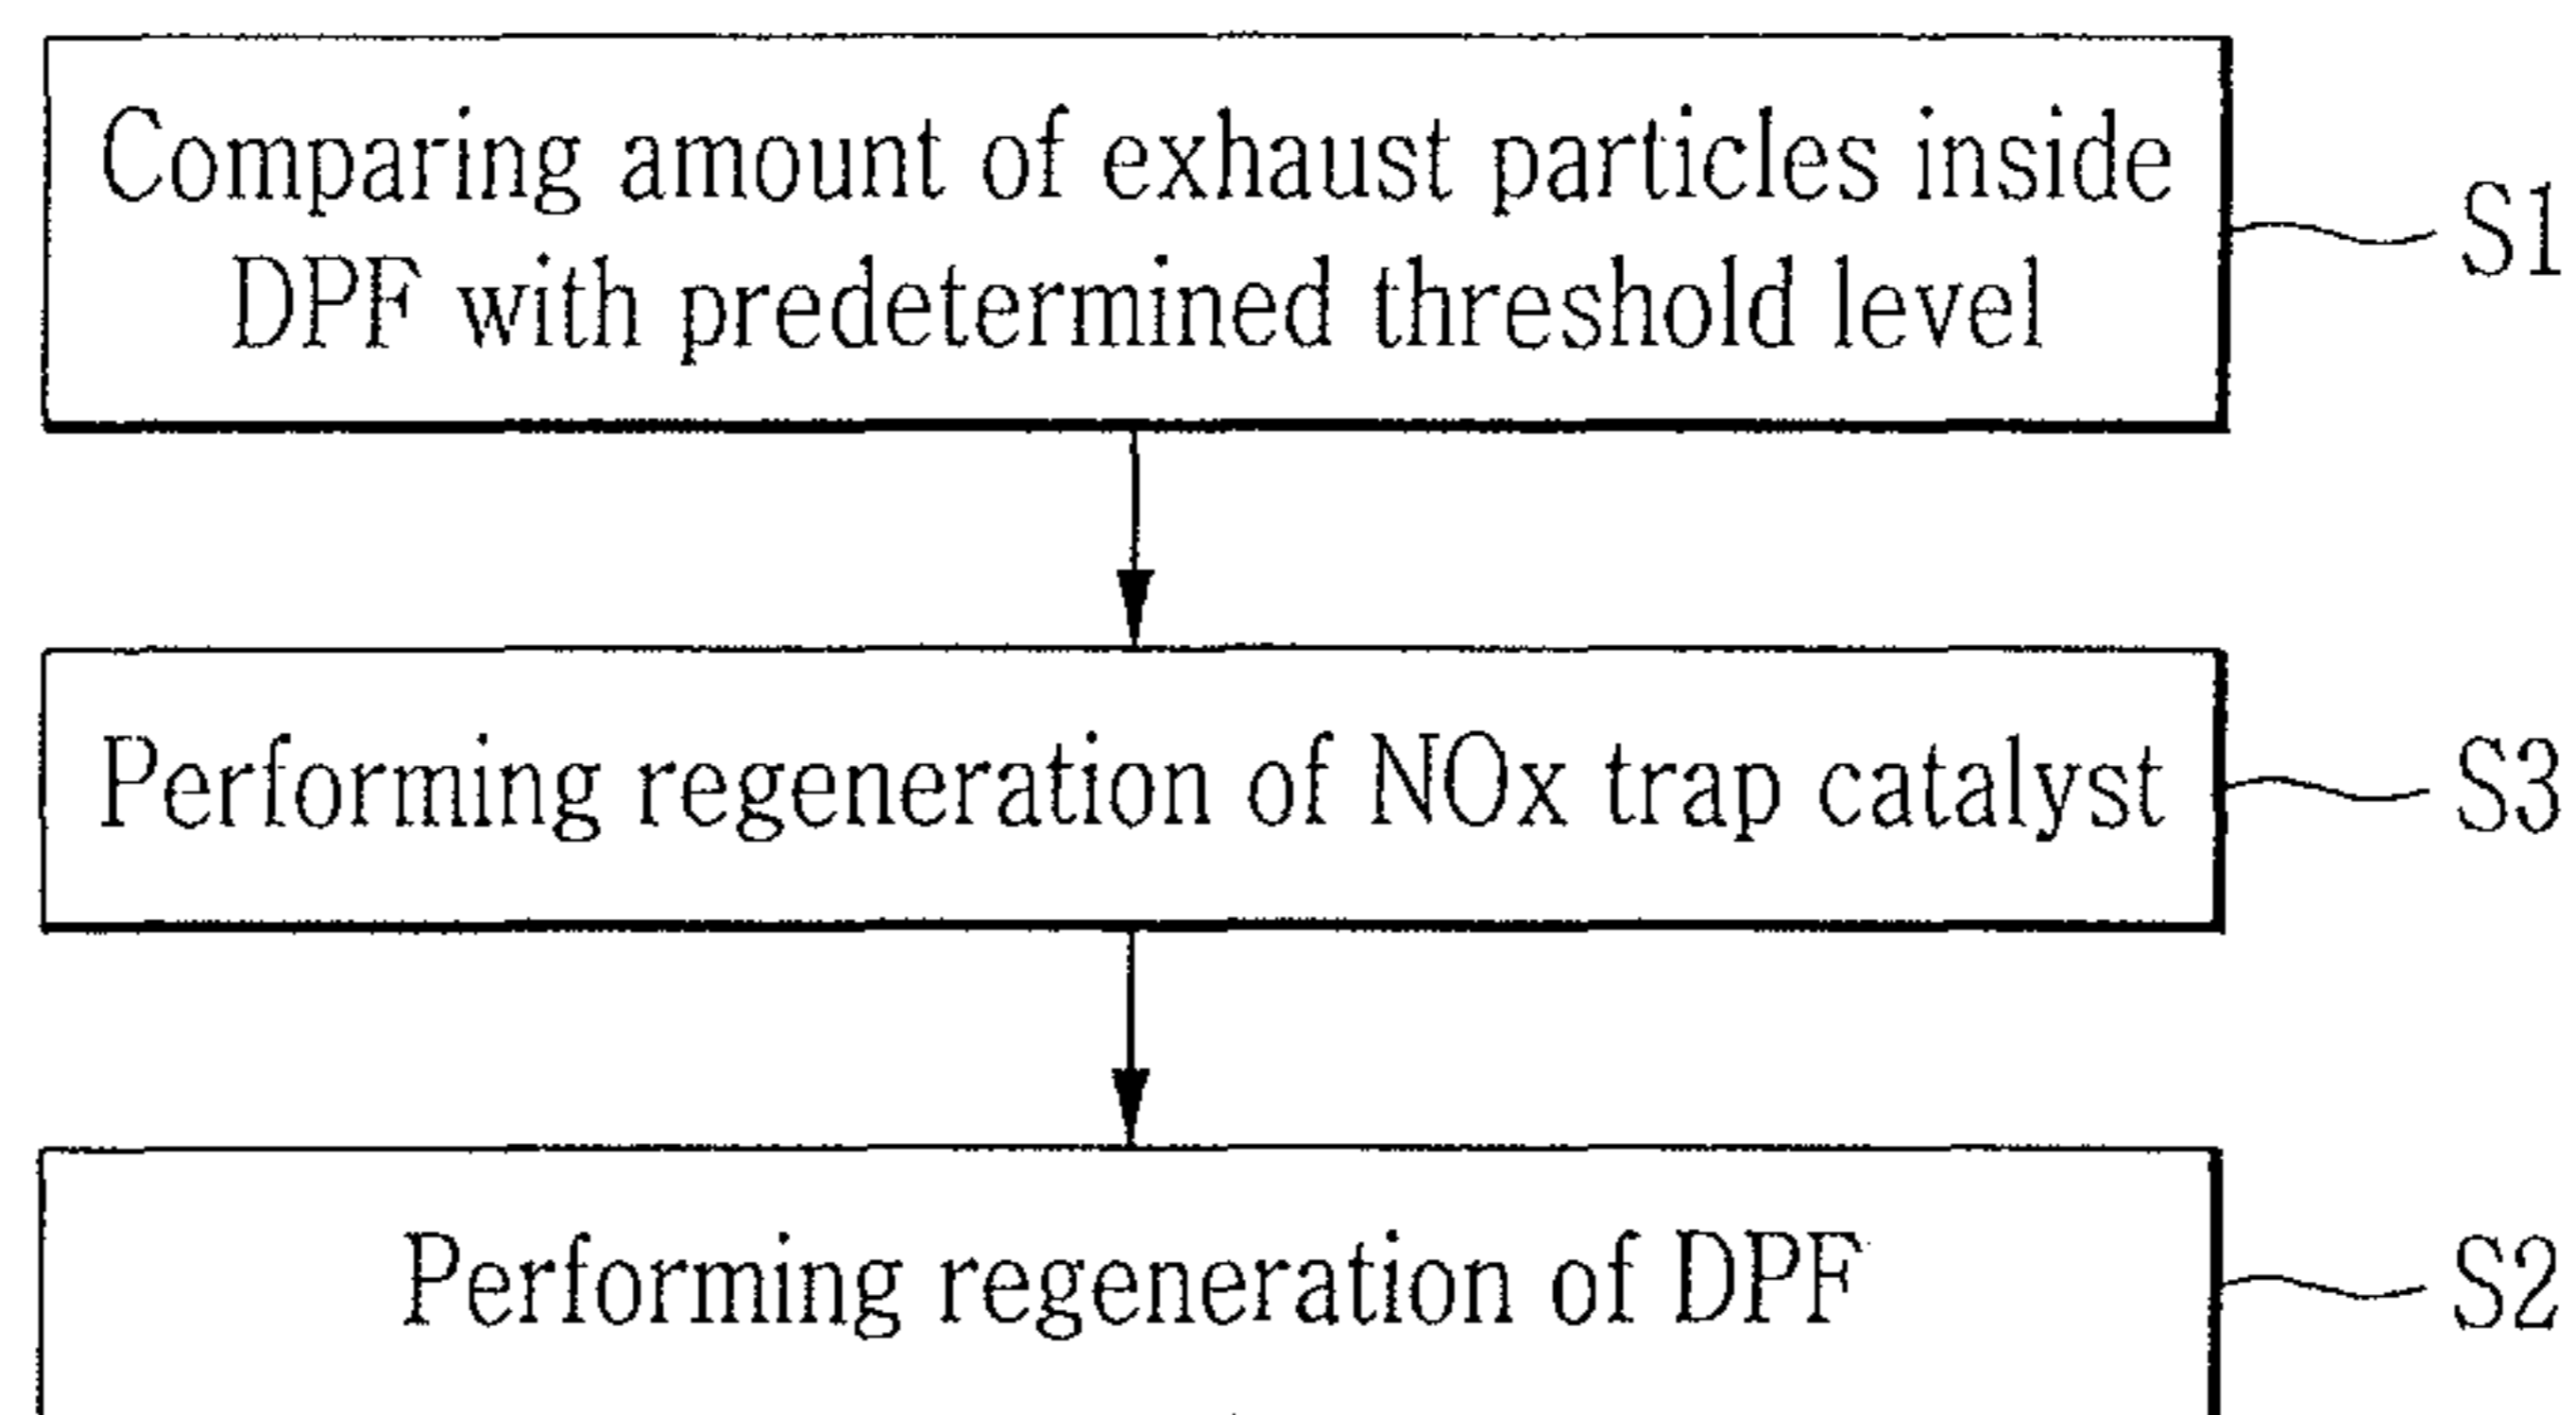 Comparing amount of exhaust particles inside
DPF with predetermined threshold level
S1
Performing regeneration of NOx trap catalyst
S3
Performing regeneration of DPF
S2